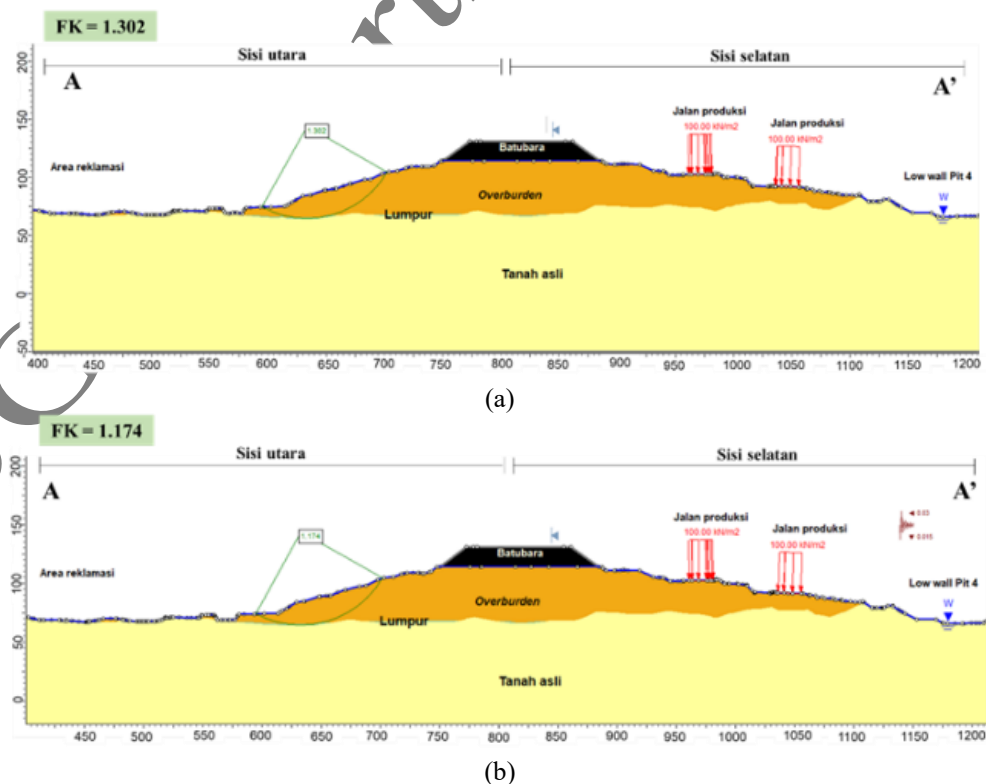 FK = 1.302
Sisi utara
Sisi selatan
A
A’
1.302
Jalan produksi
100.00 kN/m2
Jalan produksi
100.00 kN/m2
Batubara
Area reklamasi
Low wall Pit 4
Overburden
W
Lumpur
Tanah asli
200
150
100
50
0
-50
400 450 500 550 600 650 700 750 800 850 900 950 1000 1050 1100 1150 1200
(a)
FK = 1.174
Sisi utara
Sisi selatan
A
A’
1.174
Jalan produksi
100.00 kN/m2
Jalan produksi
100.00 kN/m2
0.03
0.015
Batubara
Area reklamasi
Low wall Pit 4
Overburden
W
Lumpur
Tanah asli
200
150
100
50
0
450 500 550 600 650 700 750 800 850 900 950 1000 1050 1100 1150 1200
(b)